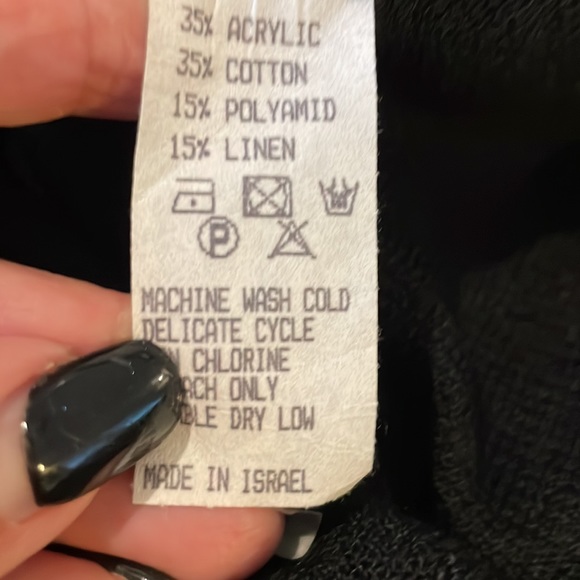 35% ACRYLIC
35% COTTON
15% POLYAMID
15% LINEN
P
MACHINE WASH COLD
DELICATE CYCLE
CHLORINE
ONLY
DRY LOW
MADE IN ISRAEL